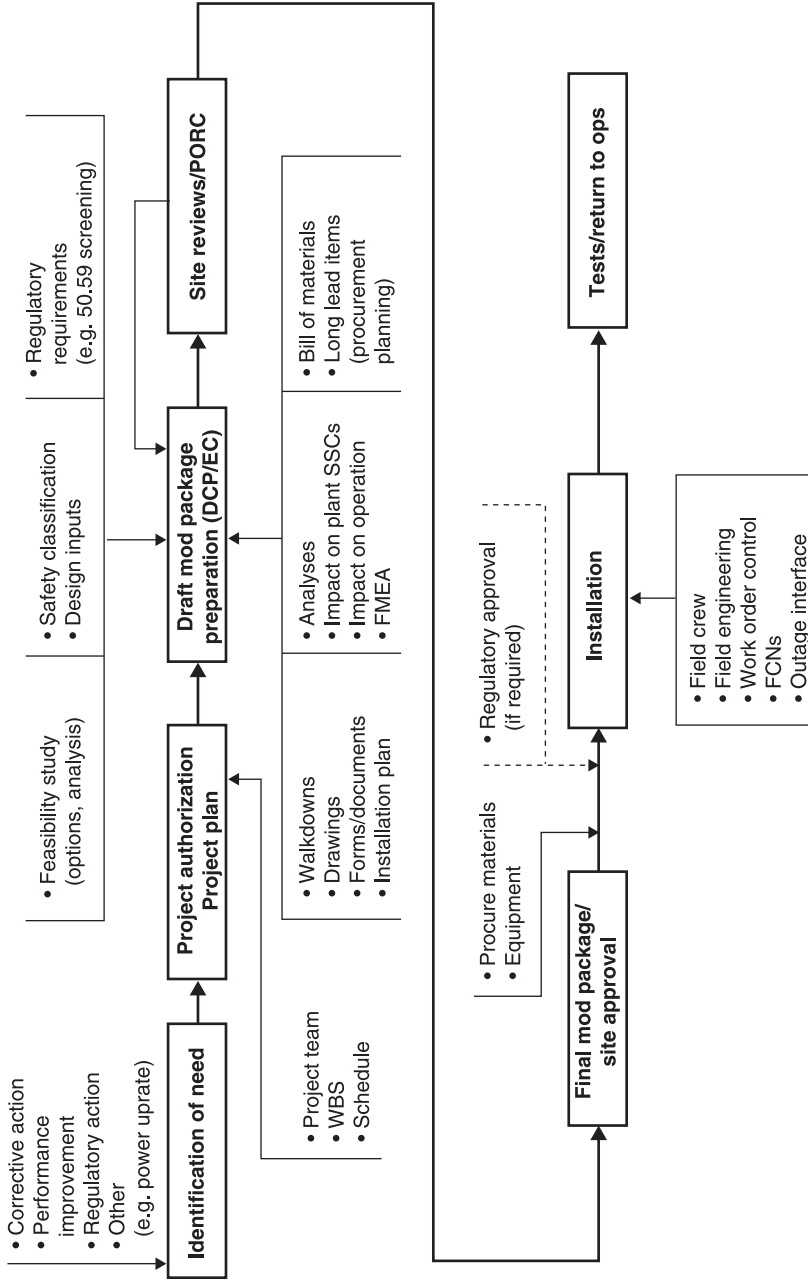 • Corrective action
• Performance
improvement
• Regulatory action
• Other
(e.g. power uprate)
Identification of need
• Feasibility study
(options, analysis)
• Safety classification
• Design inputs
• Regulatory
requirements
(e.g. 50.59 screening)
Project authorization
Project plan
Draft mod package
preparation (DCP/EC)
Site reviews/PORC
• Project team
• WBS
• Schedule
• Walkdowns
• Drawings
• Forms/documents
• Installation plan
• Analyses
• Impact on plant SSCs
• Impact on operation
• FMEA
• Bill of materials
• Long lead items
(procurement
planning)
• Procure materials
• Equipment
• Regulatory approval
(if required)
Final mod package/
site approval
Installation
Tests/return to ops
• Field crew
• Field engineering
• Work order control
• FCNs
• Outage interface